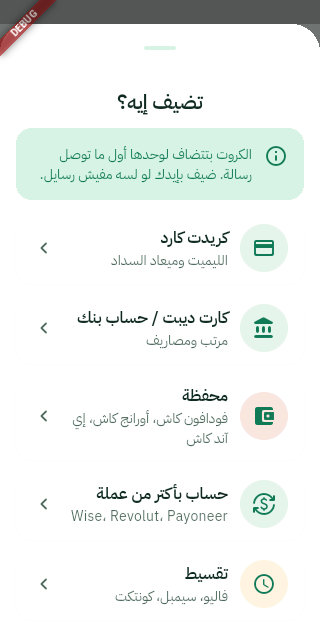 DEBUG
تضيف إيه؟
الكروت بتتضاف لوحدها أول ما توصل
رسالة. ضيف بإيدك لو لسه مفيش رسايل.
كريدت كارد
الليميت وميعاد السداد
كارت ديبت / حساب بنك
مرتب ومصاريف
محفظة
فودافون كاش، أورانج كاش، إي
آند كاش
حساب بأكتر من عملة
Wise، Revolut، Payoneer
تقسيط
فاليو، سيمبل، كونتكت